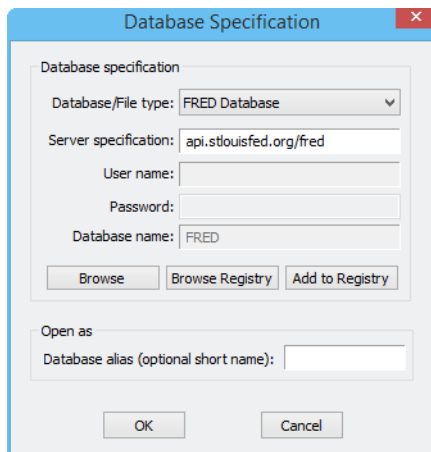 Database Specification
Database specification
Database/File type: FRED Database
Server specification: api.stlouisfed.org/fred
User name:
Password:
Database name: FRED
Browse Browse Registry Add to Registry
Open as
Database alias (optional short name):
OK Cancel